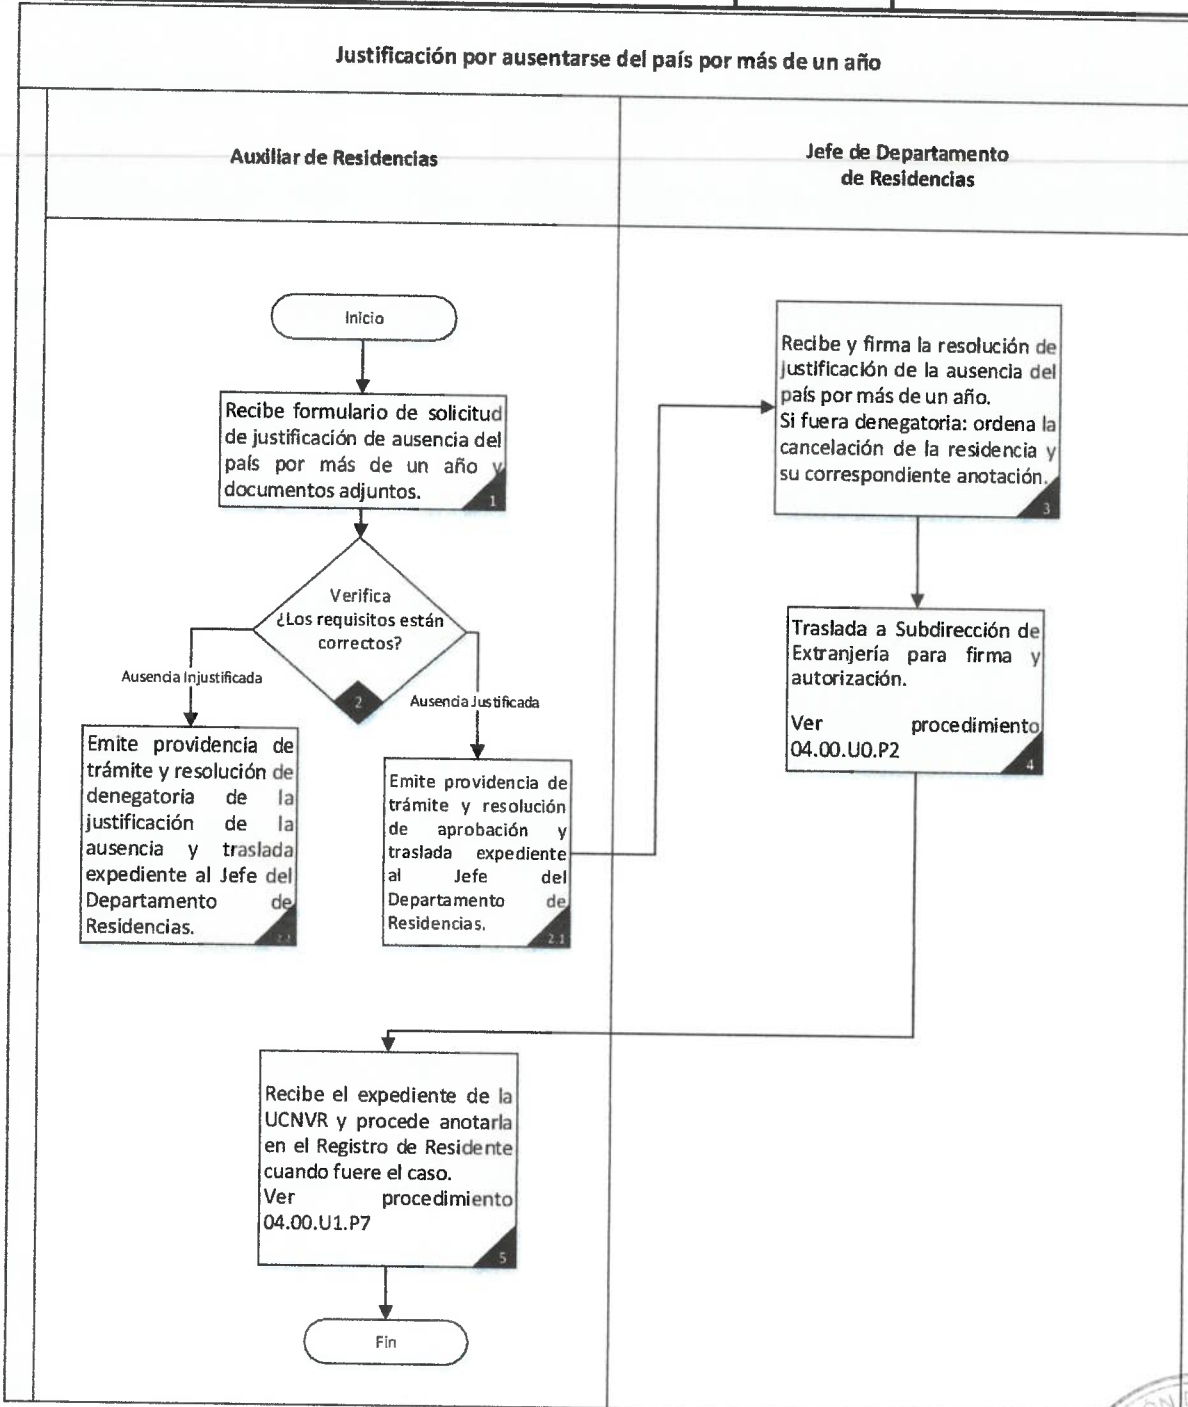 Justificación por ausentarse del país por más de un año
Auxiliar de Residencias
Jefe de Departamento
de Residencias
Inicio
Recibe formulario de solicitud
de justificación de ausencia del
país por más de un año y
documentos adjuntos.
1
Verifica
¿Los requisitos están
correctos?
2
Ausencia Injustificada
Ausencia Justificada
Emite providencia de
trámite y resolución de
denegatoria de la
justificación de la
ausencia y traslada
expediente al Jefe del
Departamento de
Residencias.
2.2
Emite providencia de
trámite y resolución
de aprobación y
traslada expediente
al Jefe del
Departamento de
Residencias.
2.1
Recibe y firma la resolución de
justificación de la ausencia del
país por más de un año.
Si fuera denegatoria: ordena la
cancelación de la residencia y
su correspondiente anotación.
3
Traslada a Subdirección de
Extranjería para firma y
autorización.
Ver procedimiento
04.00.U0.P2
4
Recibe el expediente de la
UCNVR y procede anotarla
en el Registro de Residente
cuando fuere el caso.
Ver procedimiento
04.00.U1.P7
5
Fin